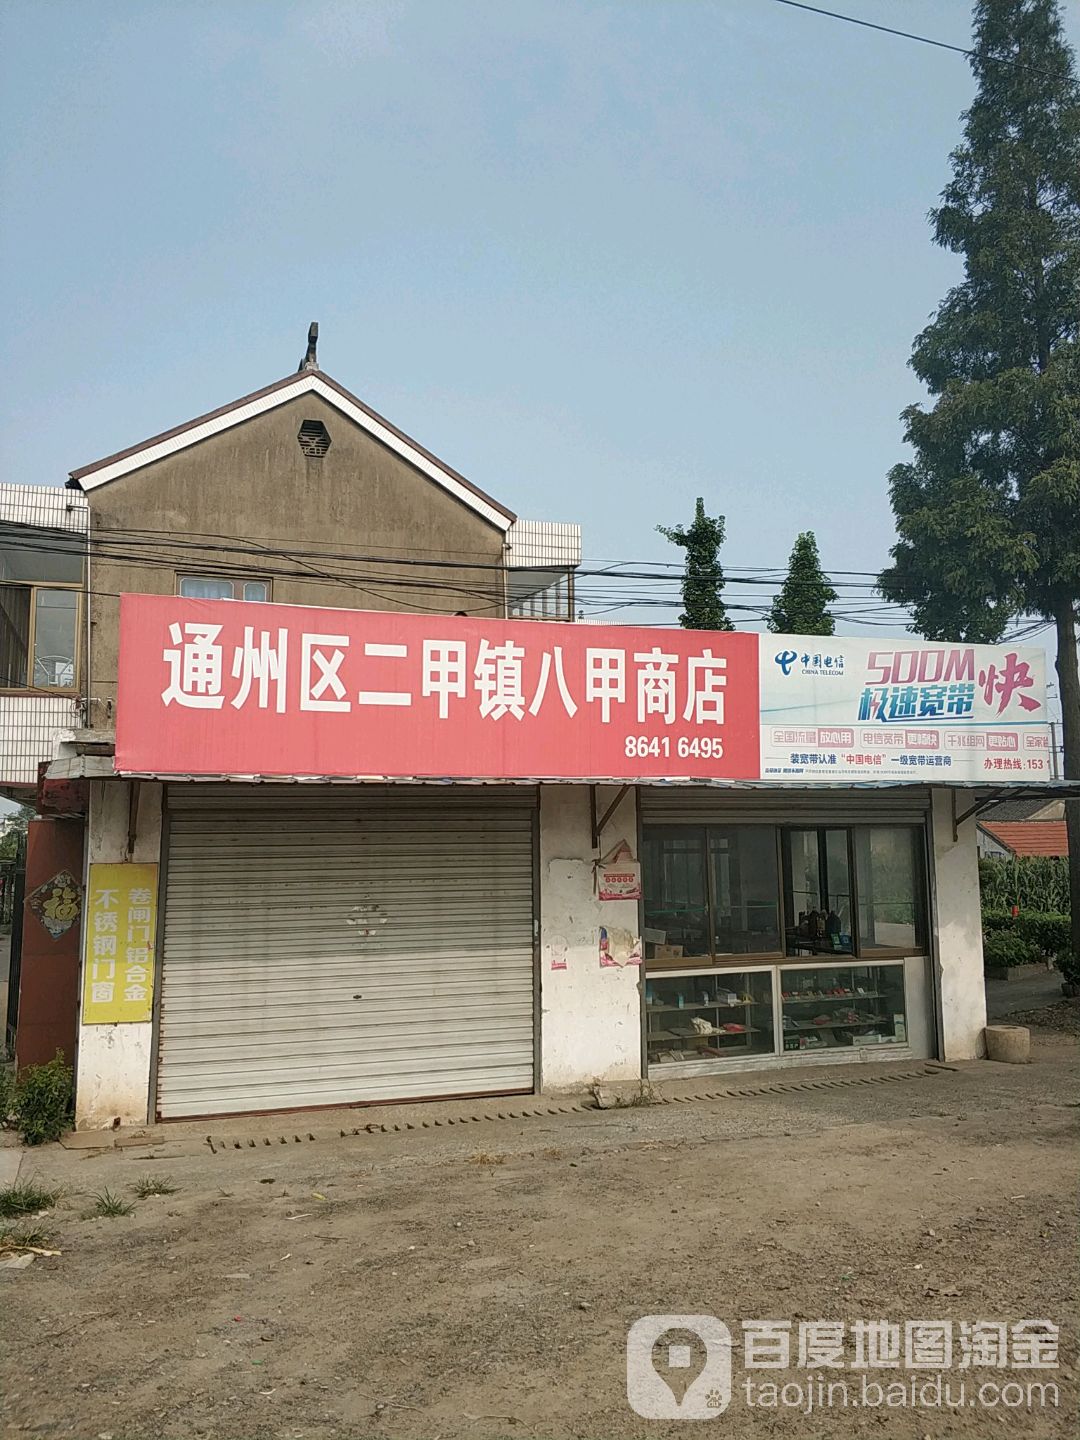 通州区二甲镇八甲商店
8641 6495
中国电信
CHINA TELECOM
500M
极速宽带 快
全国流量 放心用 电信宽带 更畅快 千兆组网 更贴心
装宽带认准“中国电信”一级宽带运营商
办理热线:1531
卷闸门铝合金
不锈钢门窗
福
百度地图淘金
taojin.baidu.com